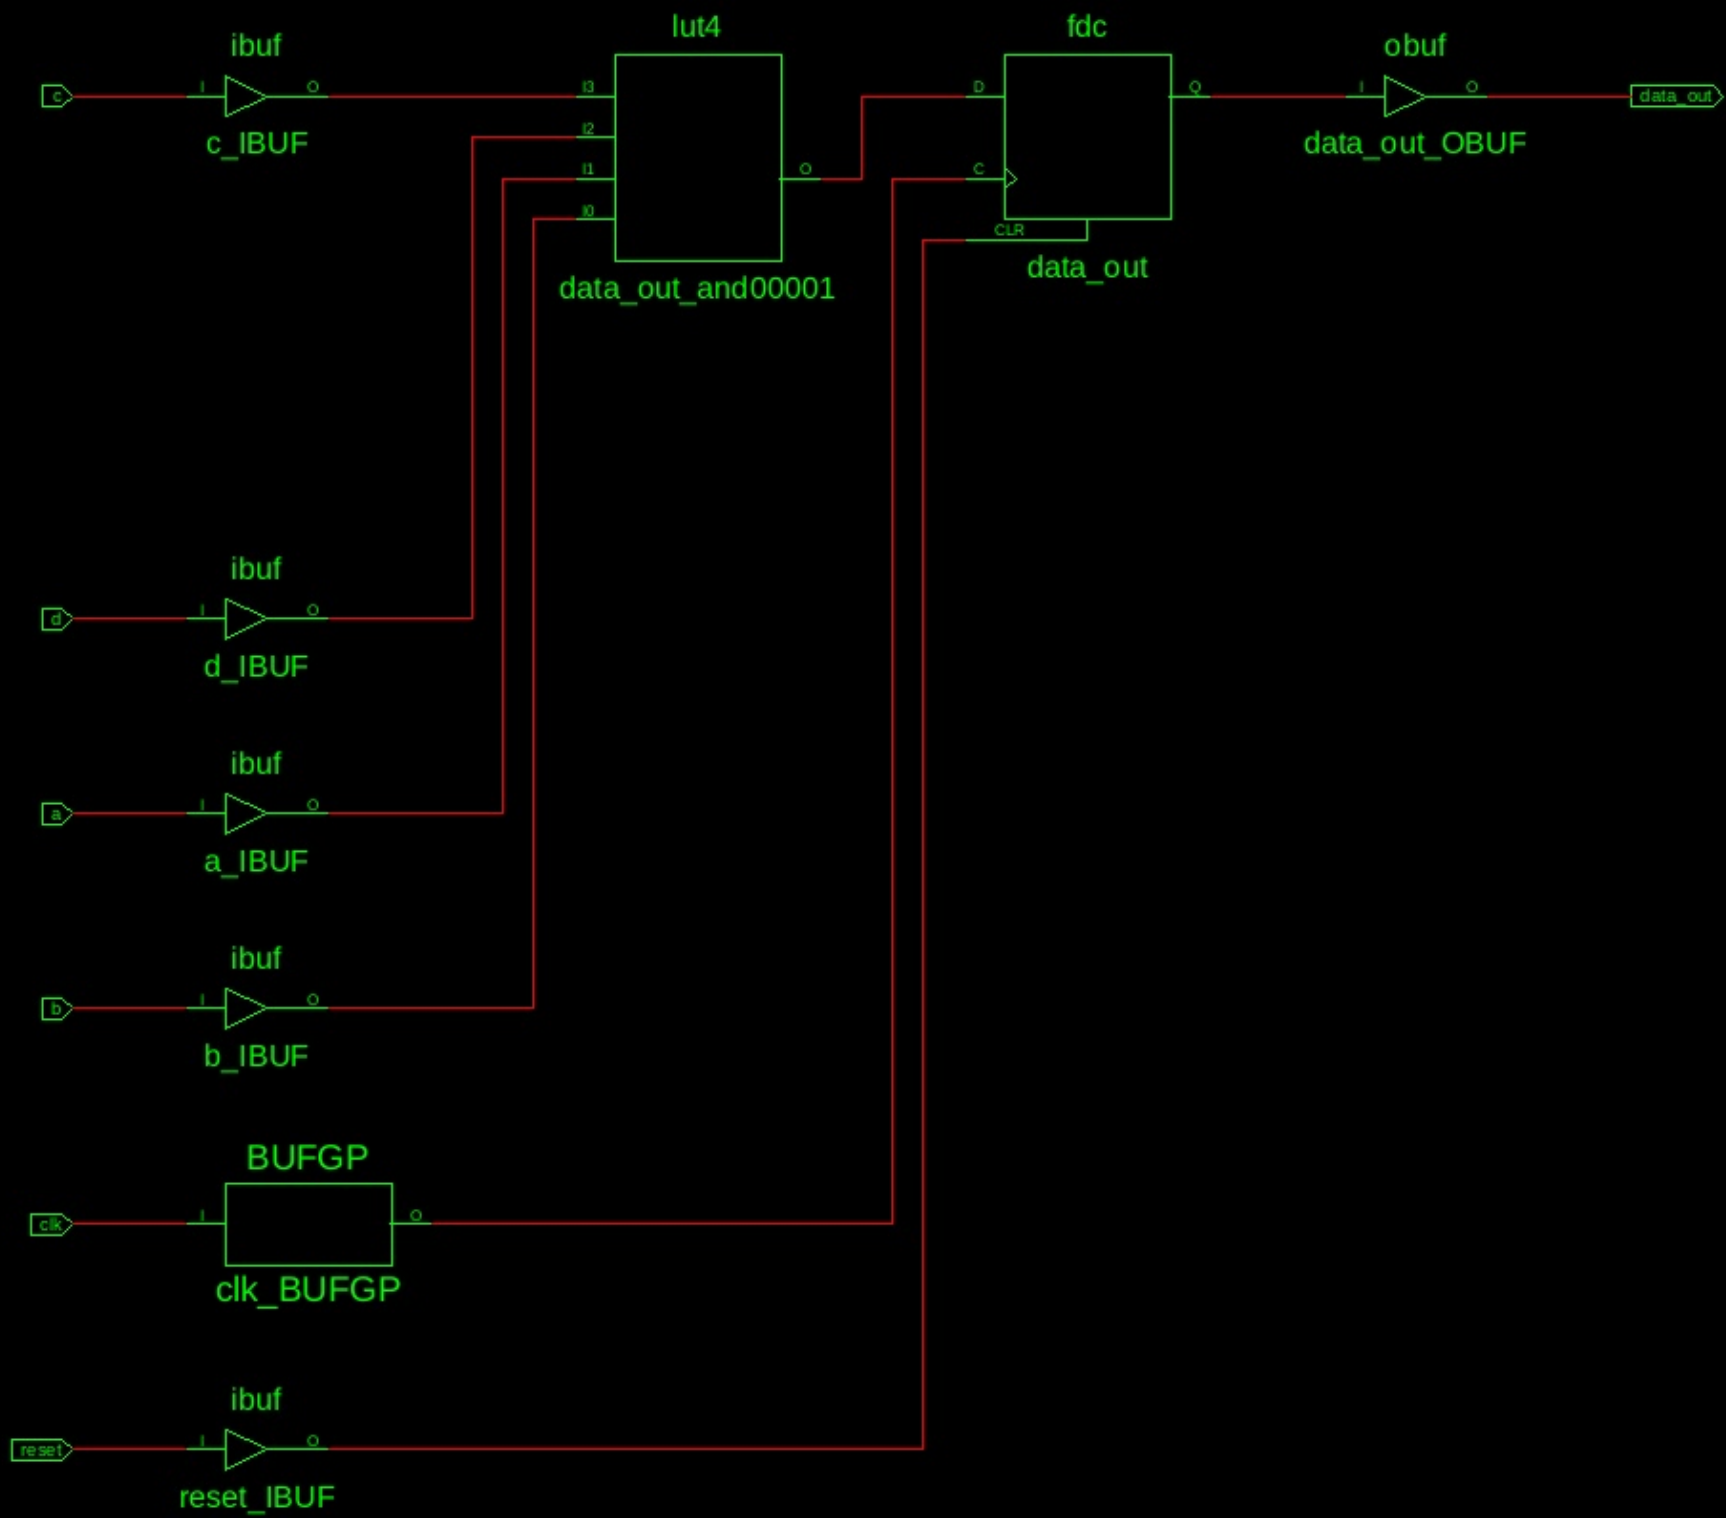 lut4
fdc
ibuf
obuf
c
I
O
I3
D
Q
I
O
data_out
c_IBUF
I2
data_out_OBUF
I1
O
C
I0
CLR
data_out
data_out_and00001
ibuf
d
I
O
d_IBUF
ibuf
a
I
O
a_IBUF
ibuf
b
I
O
b_IBUF
BUFGP
clk
I
O
clk_BUFGP
ibuf
reset
I
O
reset_IBUF